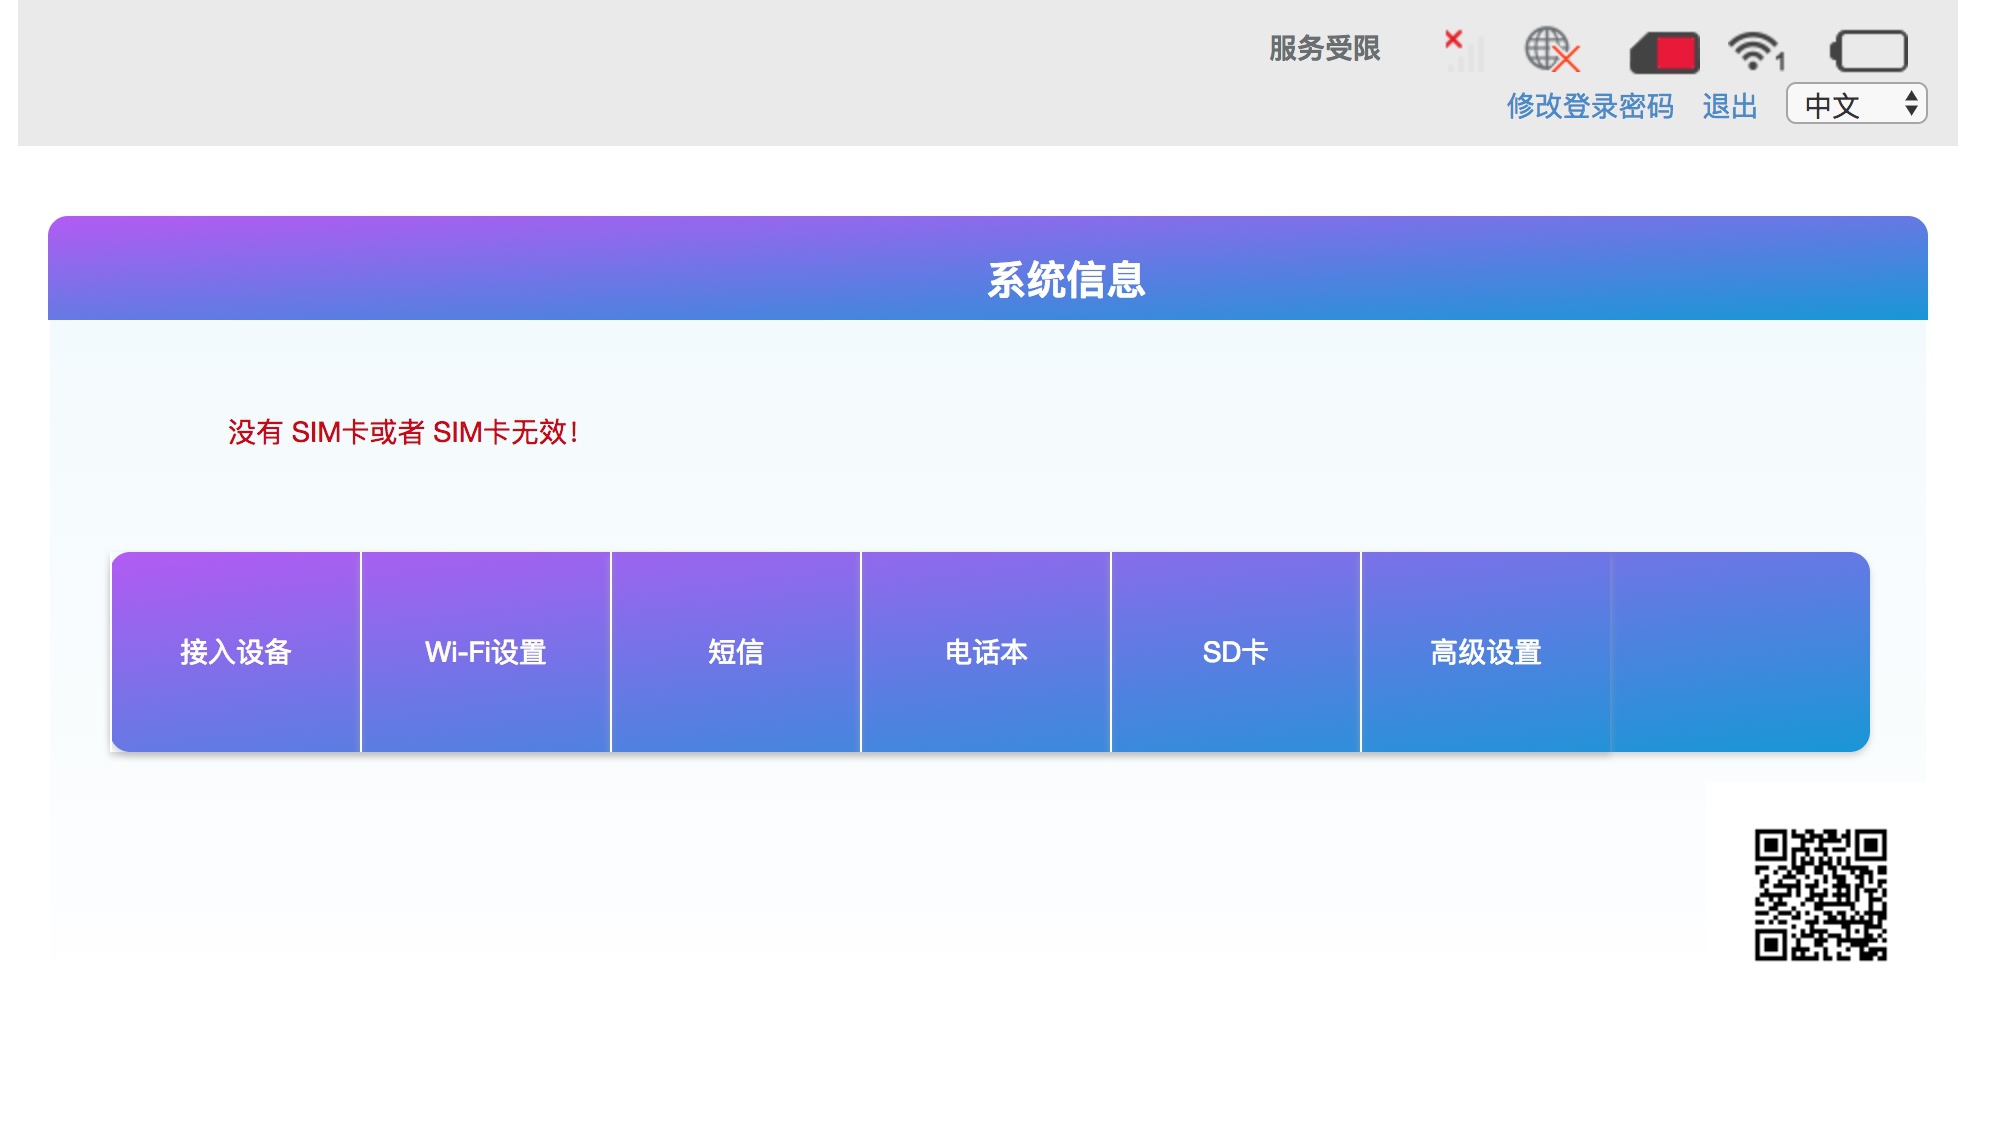 服务受限
1
修改登录密码 退出 中文
系统信息
没有 SIM卡或者 SIM卡无效！
接入设备 Wi-Fi设置 短信 电话本 SD卡 高级设置